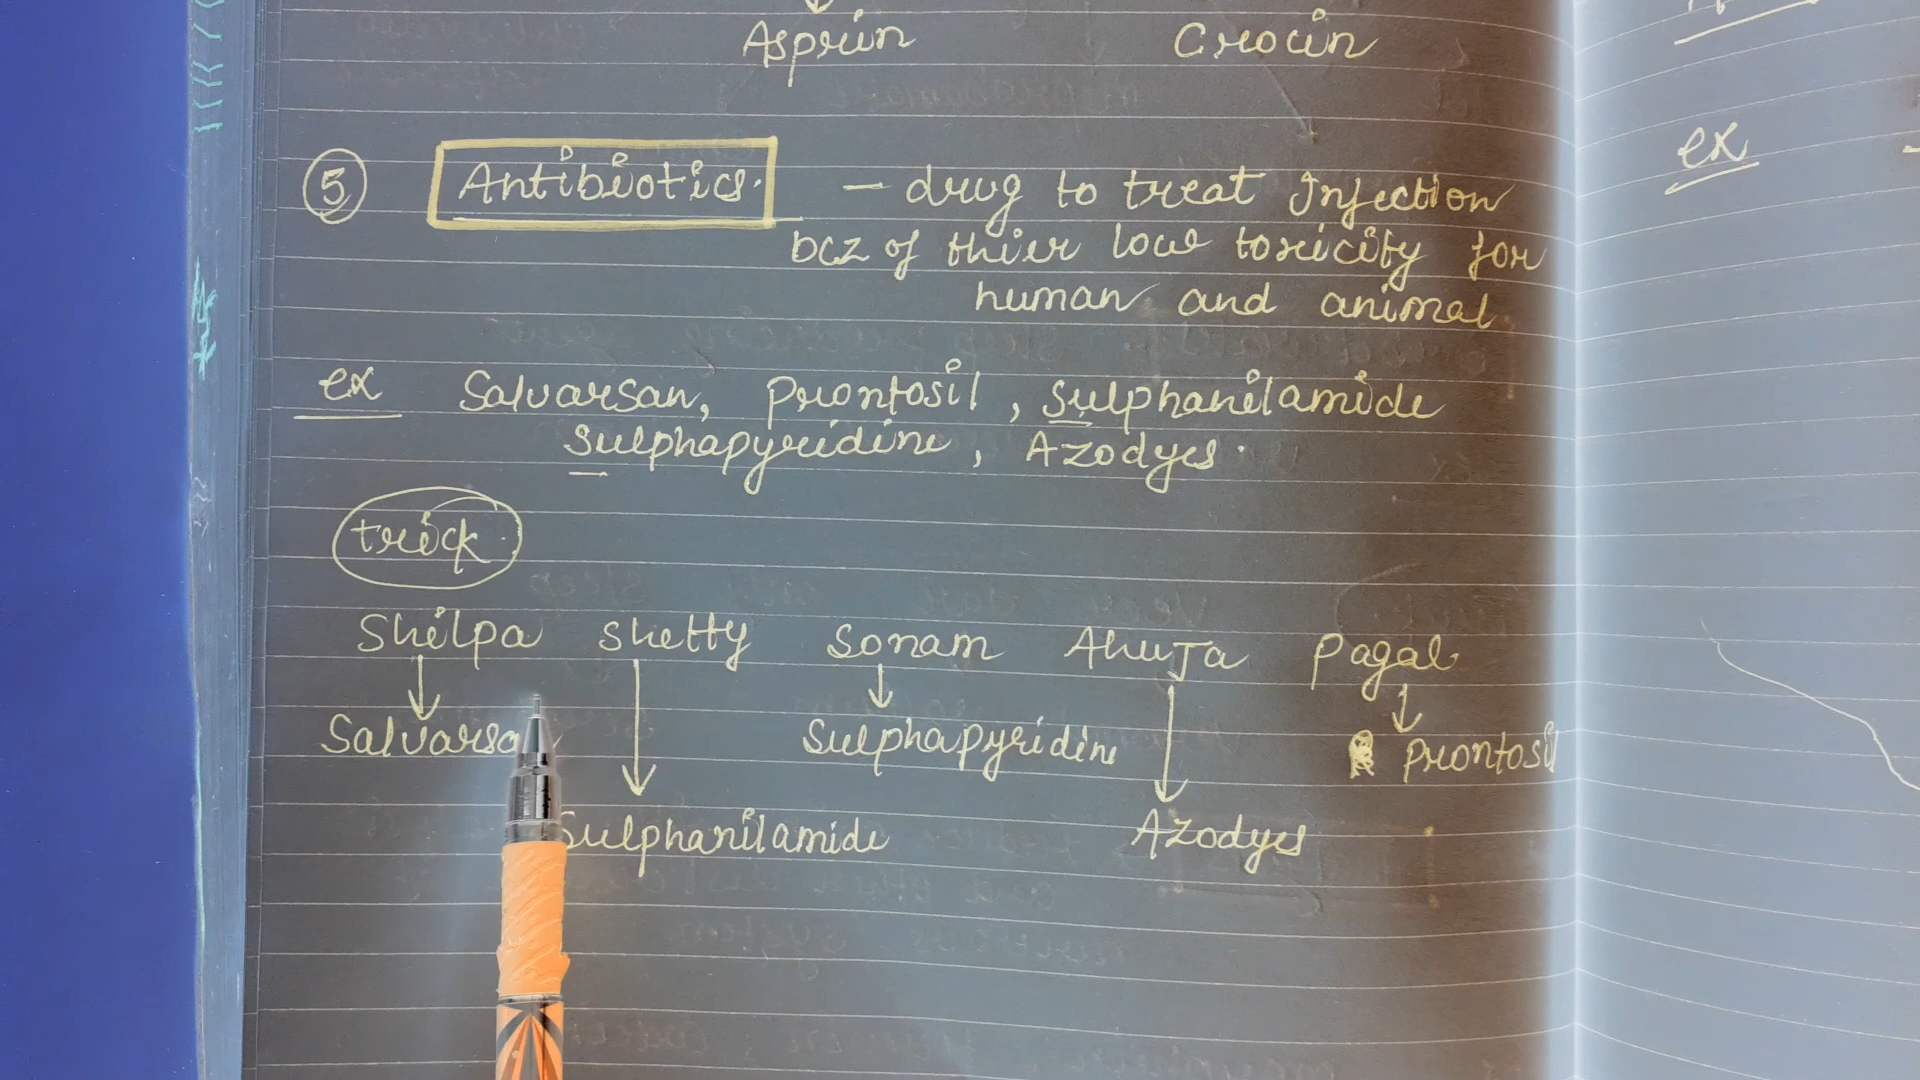 Asprin Crocin
5 Antibiotics. — drug to treat Infection
bcz of thier low toxicity for
human and animal
ex Salvarsan, Prontosil, Sulphanilamide
Sulphapyridine, Azodyes.
trick.
Shilpa shetty Sonam Ahuja Pagal
Salvarsa Sulphapyridine Prontosil
Sulphanilamide Azodyes
ex